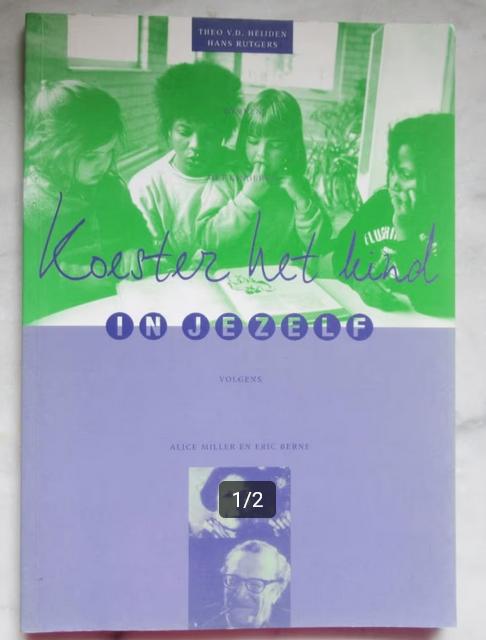 THEO V.D. HEIJDEN
HANS RUTGERS
Koester het kind
IN JEZELF
VOLGENS
ALICE MILLER EN ERIC BERNE
1/2